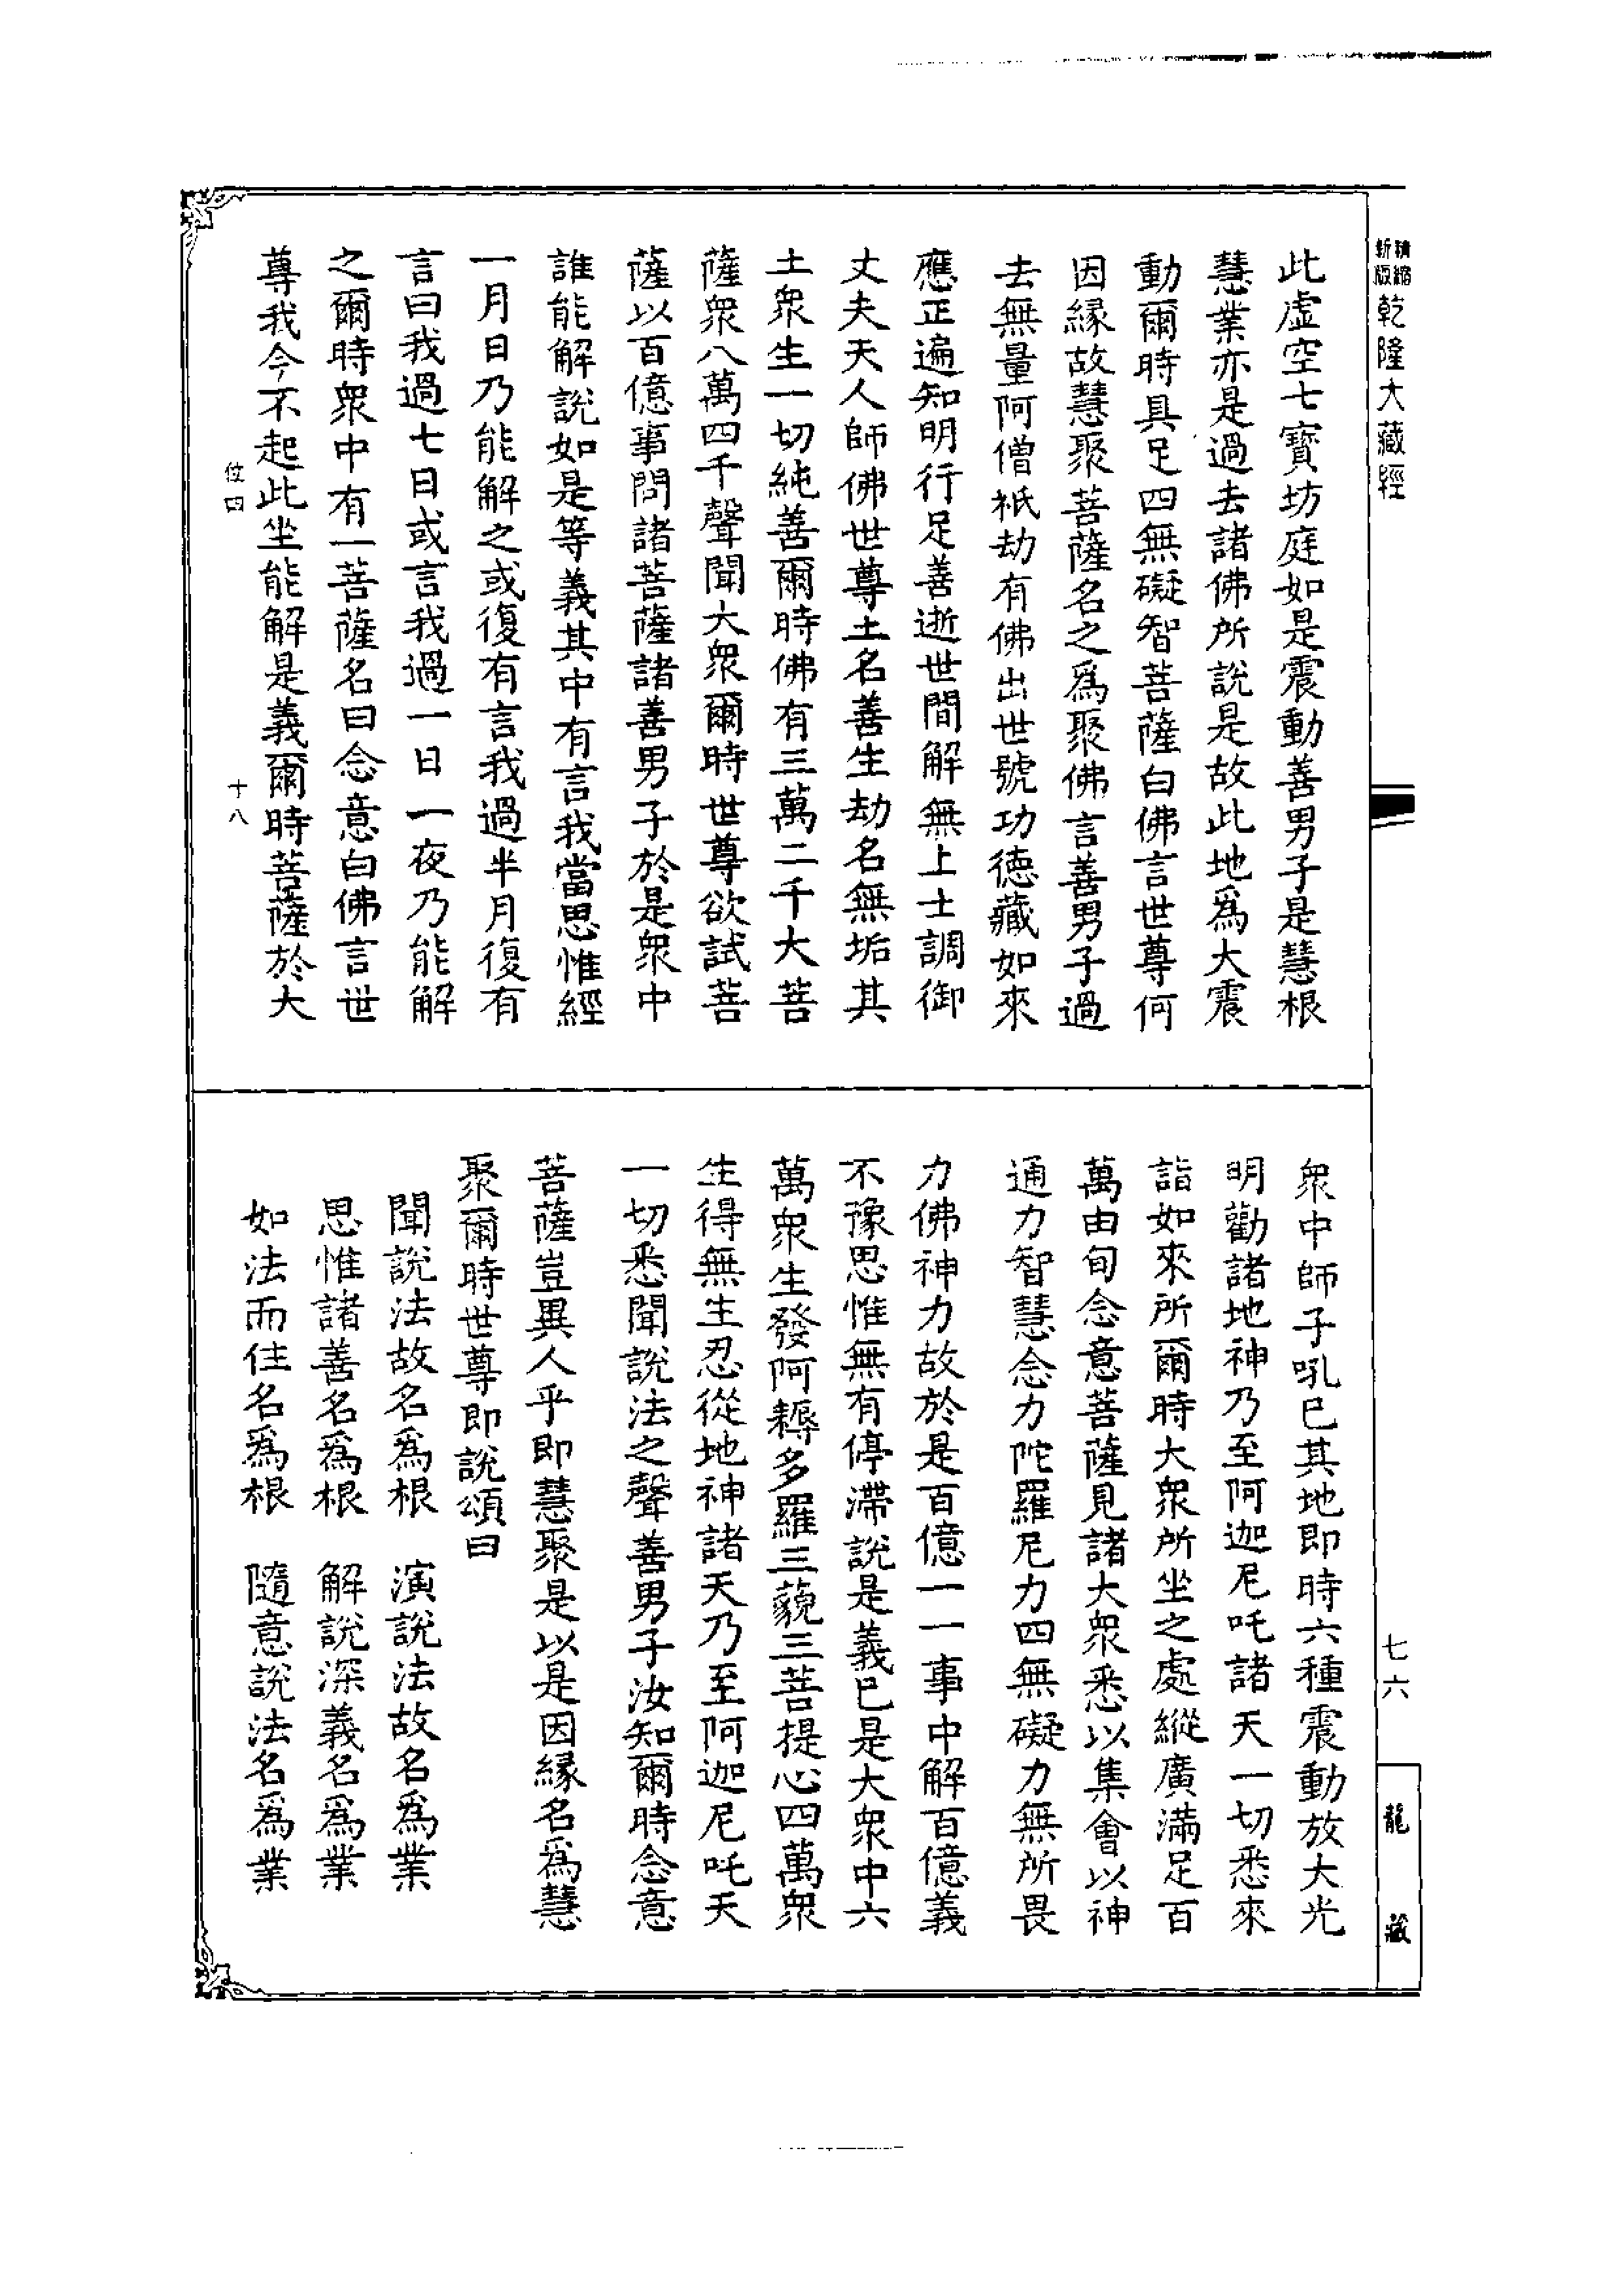 精縮新版乾隆大藏經
此虛空七寶坊庭如是震動善男子是慧根
慧業亦是過去諸佛所說是故此地爲大震
動爾時具足四無礙智菩薩白佛言世尊何
因緣故慧聚菩薩名之爲聚佛言善男子過
去無量阿僧祇劫有佛出世號功德藏如來
應正遍知明行足善逝世間解無上士調御
丈夫天人師佛世尊土名善生劫名無垢其
土衆生一切純善爾時佛有三萬二千大菩
薩衆八萬四千聲聞大衆爾時世尊欲試菩
薩以百億事問諸菩薩諸善男子於是衆中
誰能解說如是等義其中有言我當思惟經
一月日乃能解之或復有言我過半月復有
言曰我過七日或言我過一日一夜乃能解
之爾時衆中有一菩薩名曰念意白佛言世
尊我今不起此坐能解是義爾時菩薩於大
位四
十八
衆中師子吼已其地即時六種震動放大光
明勸諸地神乃至阿迦尼吒諸天一切悉來
詣如來所爾時大衆所坐之處縱廣滿足百
萬由旬念意菩薩見諸大衆悉以集會以神
通力智慧念力陀羅尼力四無礙力無所畏
力佛神力故於是百億一一事中解百億義
不豫思惟無有停滯說是義已是大衆中六
萬衆生發阿耨多羅三藐三菩提心四萬衆
生得無生忍從地神諸天乃至阿迦尼吒天
一切悉聞說法之聲善男子汝知爾時念意
菩薩豈異人乎即慧聚是以是因緣名爲慧
聚爾時世尊即說頌曰
聞說法故名爲根　演說法故名爲業
思惟諸善名爲根　解說深義名爲業
如法而住名爲根　隨意說法名爲業
七六
龍藏